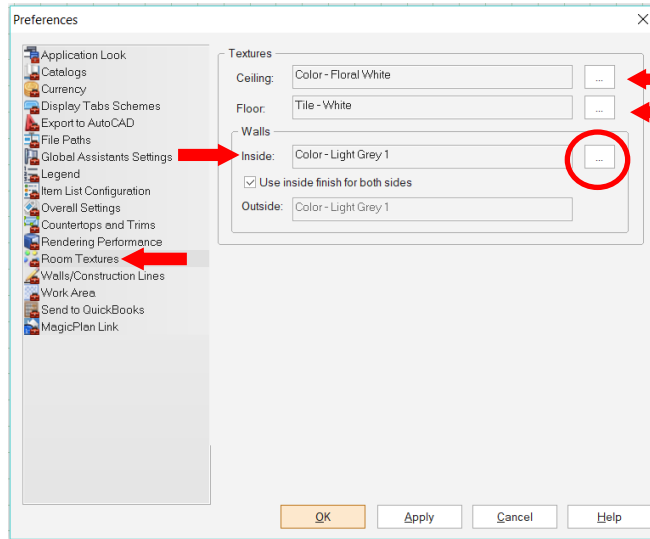 Preferences
Application Look
Catalogs
Currency
Display Tabs Schemes
Export to AutoCAD
File Paths
Global Assistants Settings
Legend
Item List Configuration
Overall Settings
Countertops and Trims
Rendering Performance
Room Textures
Walls/Construction Lines
Work Area
Send to QuickBooks
MagicPlan Link
Textures
Ceiling: Color - Floral White ...
Floor: Tile - White ...
Walls
Inside: Color - Light Grey 1 ...
Use inside finish for both sides
Outside: Color - Light Grey 1
OK Apply Cancel Help